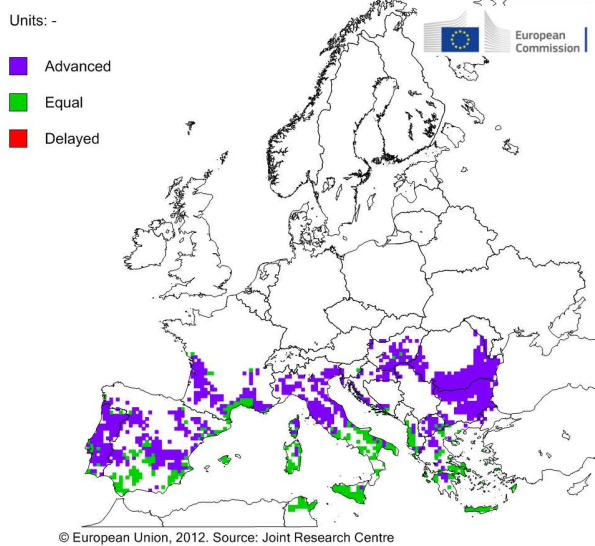 Units: -
European
Commission
Advanced
Equal
Delayed
© European Union, 2012. Source: Joint Research Centre